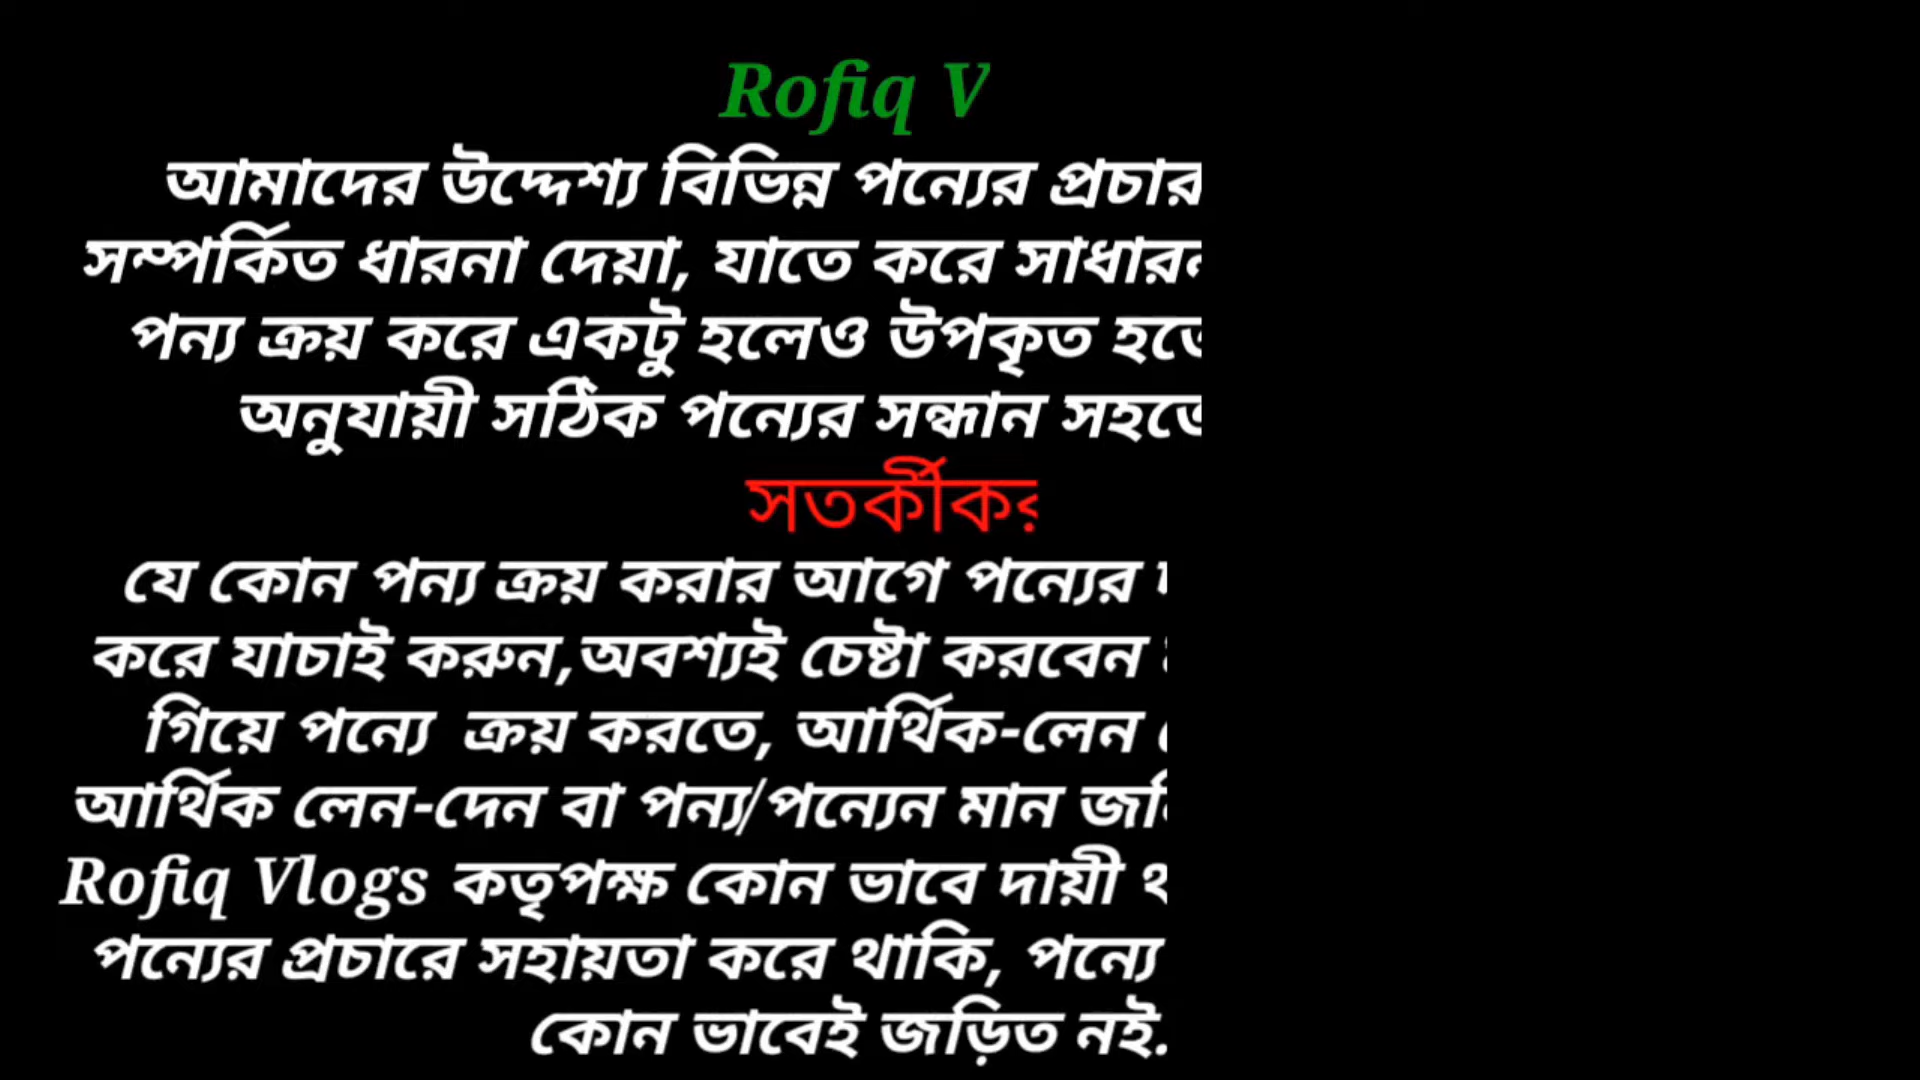 Rofiq V
আমাদের উদ্দেশ্য বিভিন্ন পন্যের প্রচার
সম্পর্কিত ধারনা দেয়া, যাতে করে সাধারন
পন্য ক্রয় করে একটু হলেও উপকৃত
অনুযায়ী সঠিক পন্যের সন্ধান
সতর্কীকর
যে কোন পন্য ক্রয় করার আগে পন্যের
করে যাচাই করুন,অবশ্যই চেষ্টা করবেন
গিয়ে পন্যে ক্রয় করতে, আর্থিক-লেন
আর্থিক লেন-দেন বা পন্য/পন্যেন মান
Rofiq Vlogs কতৃপক্ষ কোন ভাবে দায়ী
পন্যের প্রচারে সহায়তা করে থাকি, পন্যে
কোন ভাবেই জড়িত নই.